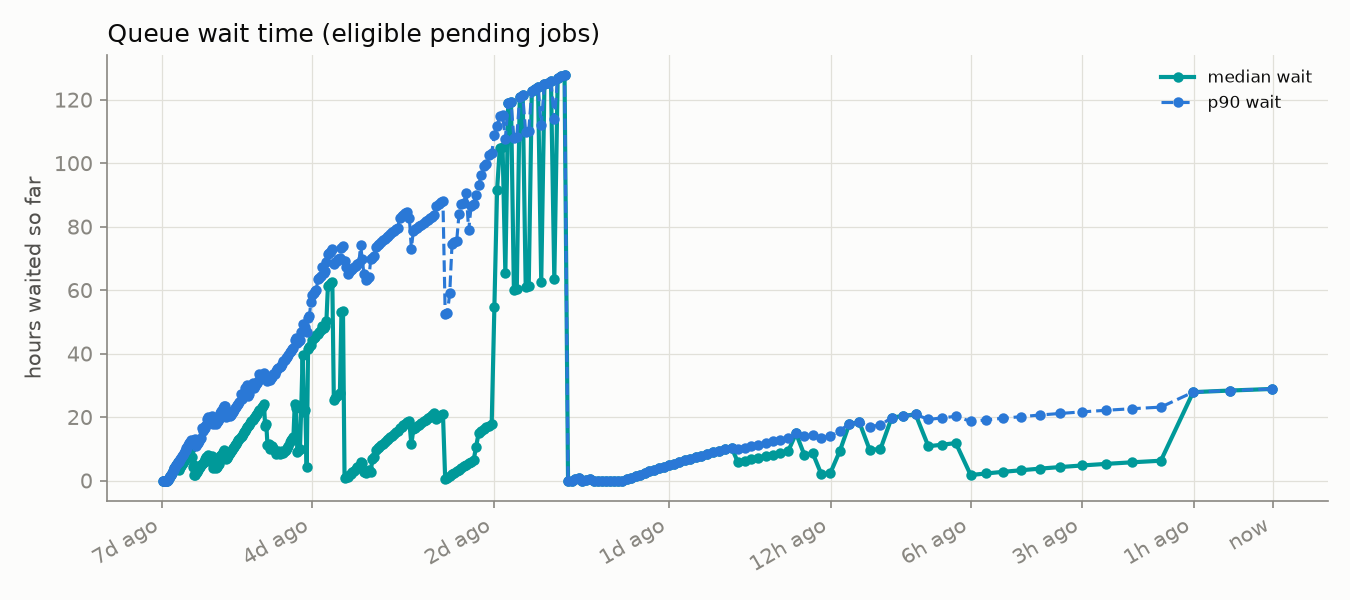 Queue wait time (eligible pending jobs)
median wait
p90 wait
hours waited so far
120
100
80
60
40
20
0
7d ago
4d ago
2d ago
1d ago
12h ago
6h ago
3h ago
1h ago
now